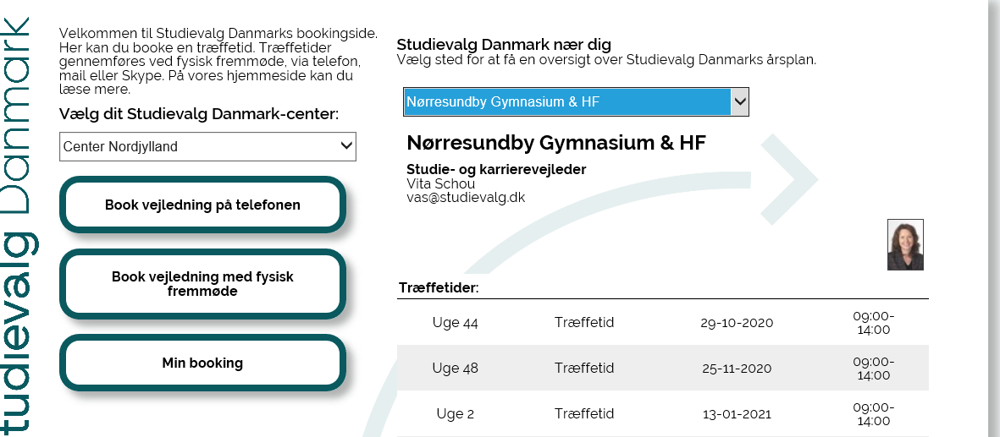 tudievalg Danmark
Velkommen til Studievalg Danmarks bookingside.
Her kan du booke en træffetid. Træffetider
gennemføres ved fysisk fremmøde, via telefon,
mail eller Skype. På vores hjemmeside kan du
læse mere.
Vælg dit Studievalg Danmark-center:
Center Nordjylland
Book vejledning på telefonen
Book vejledning med fysisk
fremmøde
Min booking
Studievalg Danmark nær dig
Vælg sted for at få en oversigt over Studievalg Danmarks årsplan.
Nørresundby Gymnasium & HF
Nørresundby Gymnasium & HF
Studie- og karrierevejleder
Vita Schou
vas@studievalg.dk
Træffetider:
Uge 44 Træffetid 29-10-2020 09:00-
14:00
Uge 48 Træffetid 25-11-2020 09:00-
14:00
Uge 2 Træffetid 13-01-2021 09:00-
14:00